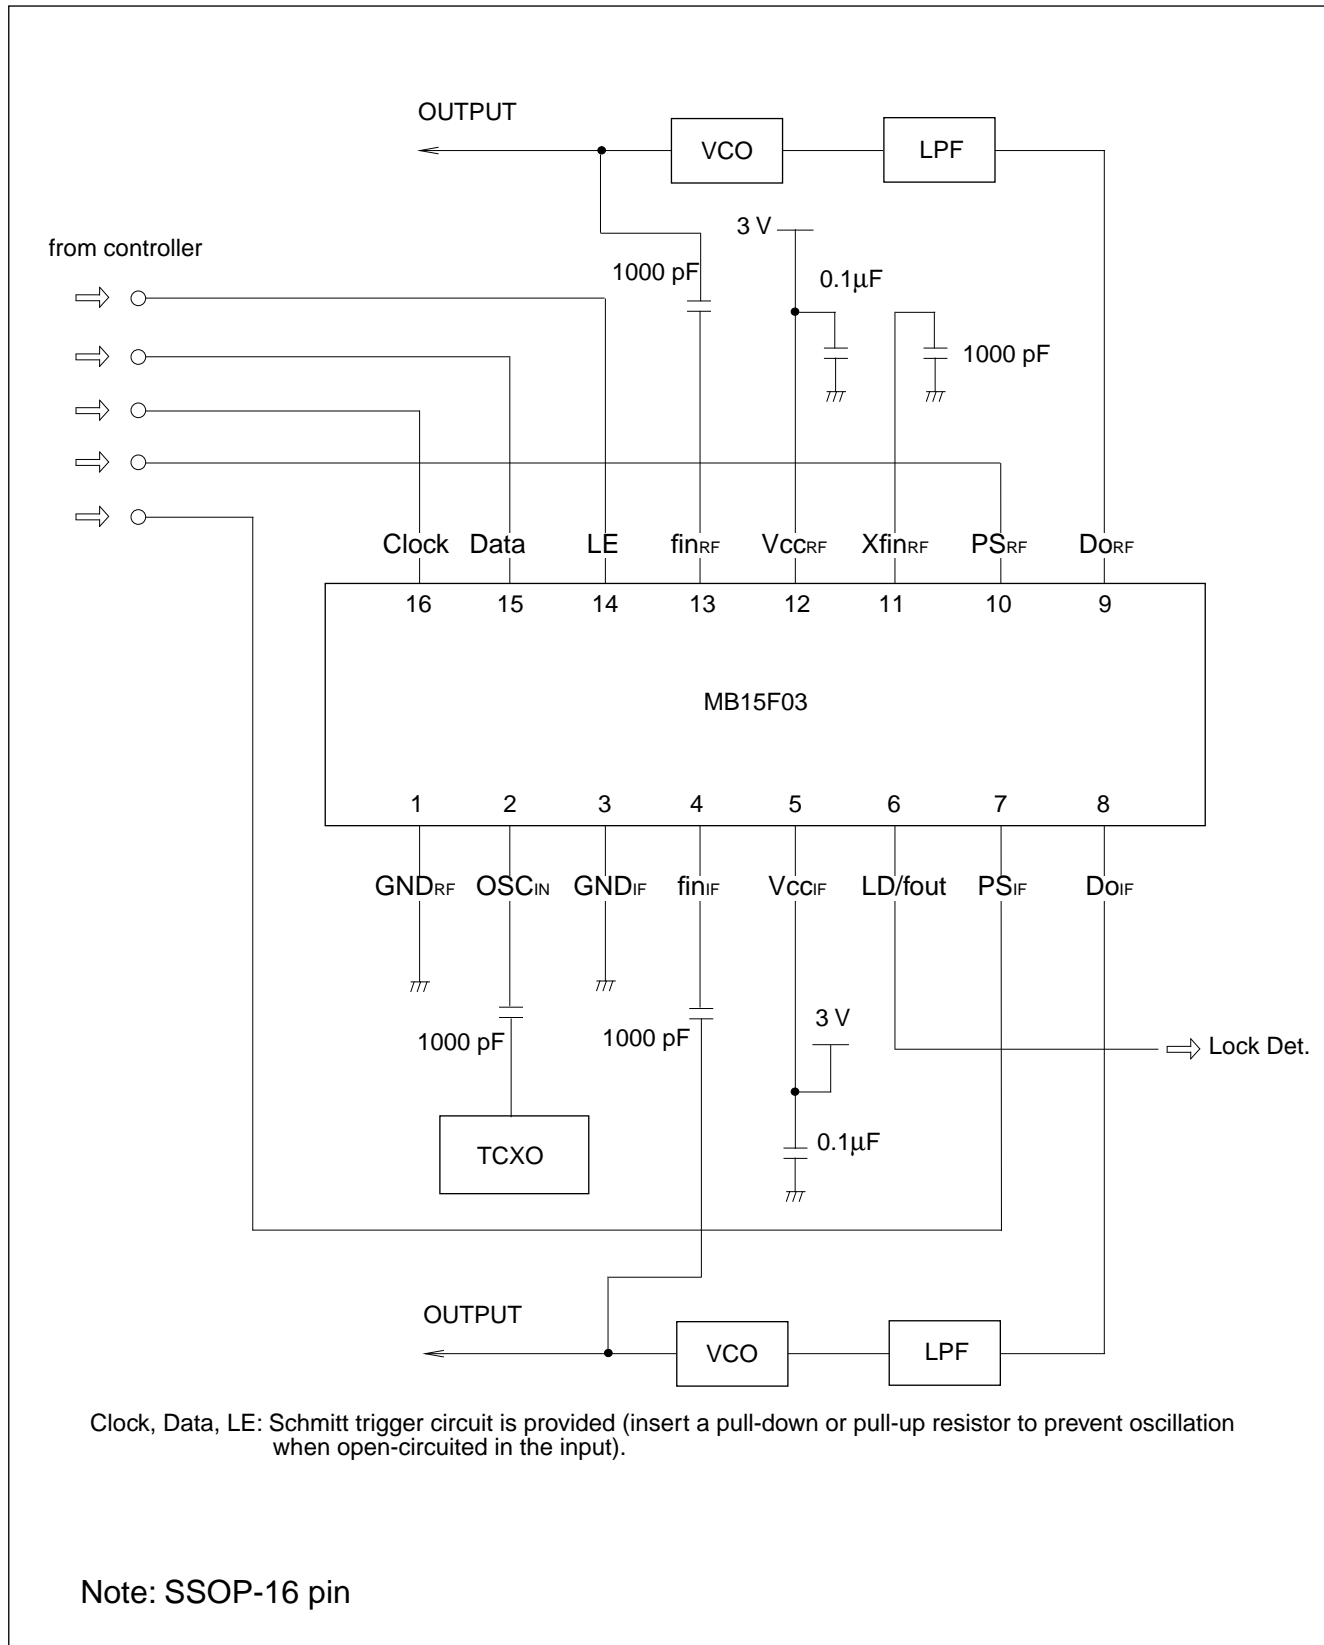 OUTPUT
VCO
LPF
3 V
from controller
1000 pF
0.1µF
1000 pF
Clock Data LE finRF VccRF XfinRF PSRF DoRF
16 15 14 13 12 11 10 9
MB15F03
1 2 3 4 5 6 7 8
GNDRF OSCIN GNDIF finIF VccIF LD/fout PSIF DoIF
3 V
1000 pF
1000 pF
Lock Det.
TCXO
0.1µF
OUTPUT
VCO
LPF
Clock, Data, LE: Schmitt trigger circuit is provided (insert a pull-down or pull-up resistor to prevent oscillation
when open-circuited in the input).
Note: SSOP-16 pin